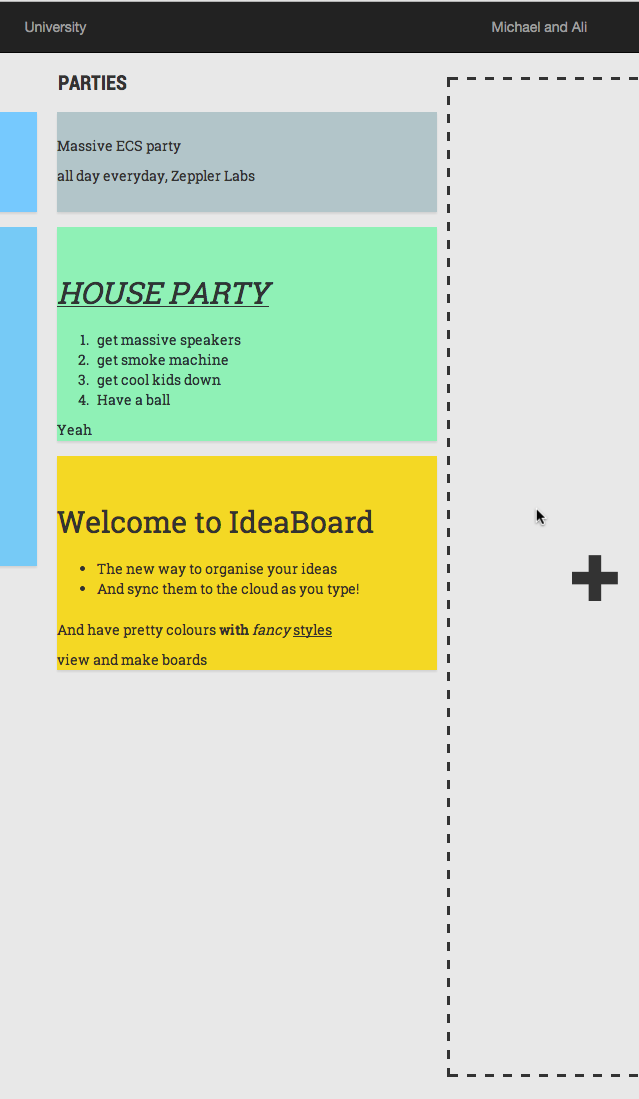 University
Michael and Ali
PARTIES
Massive ECS party
all day everyday, Zeppler Labs
HOUSE PARTY
1. get massive speakers
2. get smoke machine
3. get cool kids down
4. Have a ball
Yeah
Welcome to IdeaBoard
• The new way to organise your ideas
• And sync them to the cloud as you type!
And have pretty colours with fancy styles
view and make boards